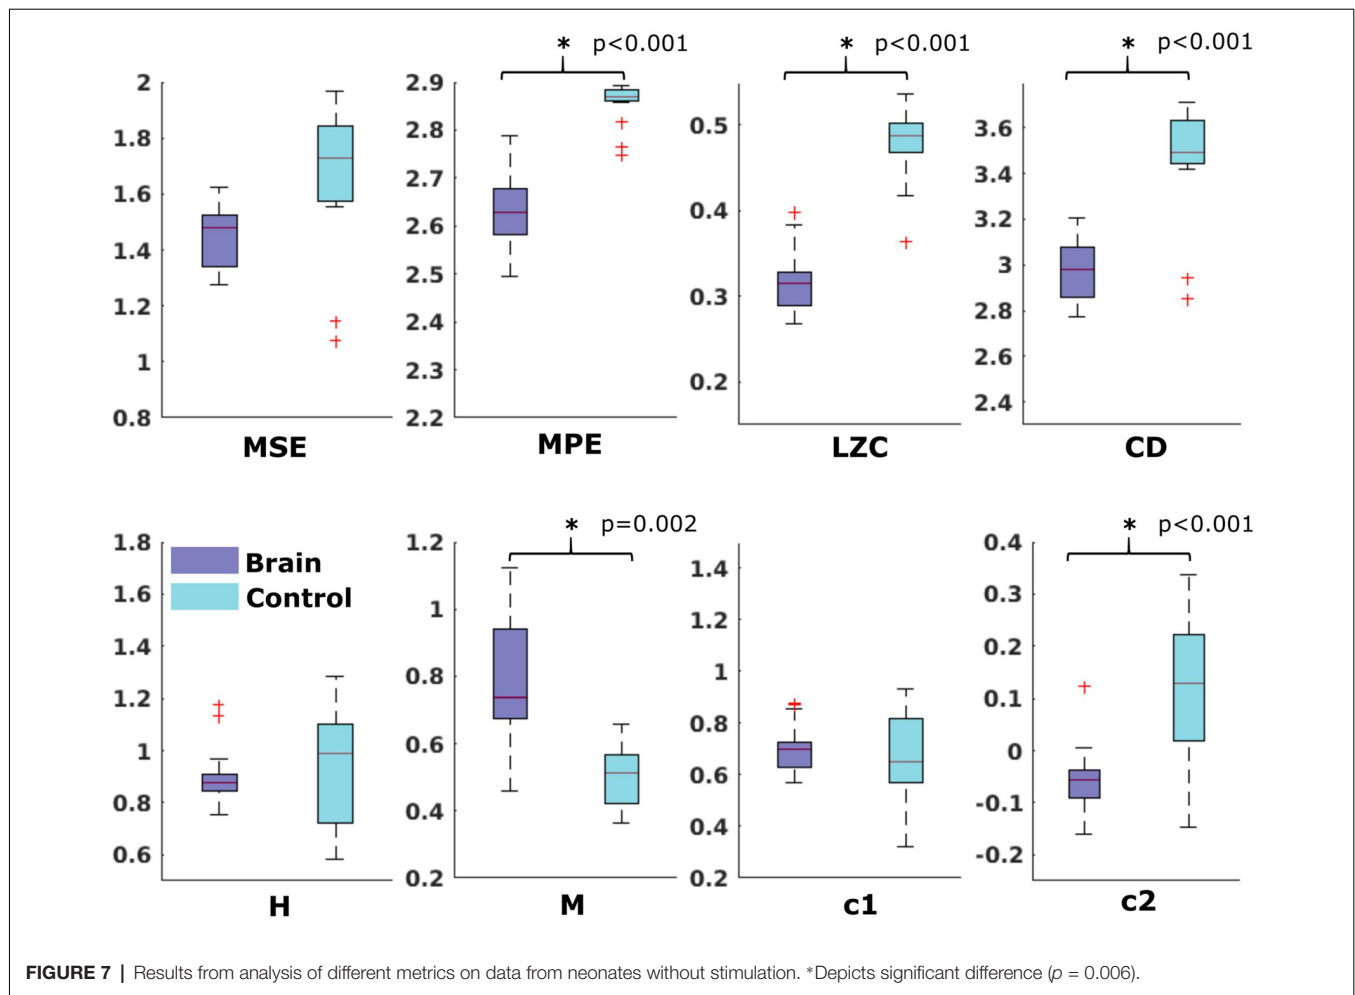 * p<0.001 * p<0.001 * p<0.001
2 2.9
1.8 2.8 0.5 3.6
1.6 2.7 3.4
2.6 0.4 3.2
1.4 2.5 0.3 3
1.2 2.4 2.8
1 2.3 0.2 2.6
0.8 2.2 2.4
MSE MPE LZC CD
* p=0.002 * p<0.001
1.8 1.2 0.4
1.6 Brain 1 1.4 0.3
Control 1.2
1.4 0.8 1 0.2
1.2 0.1
1 0.6 0.8 0
0.8 0.4 0.6 -0.1
0.6 0.4 -0.2
0.2 0.2
H M c1 c2
FIGURE 7 | Results from analysis of different metrics on data from neonates without stimulation. *Depicts significant difference (p = 0.006).